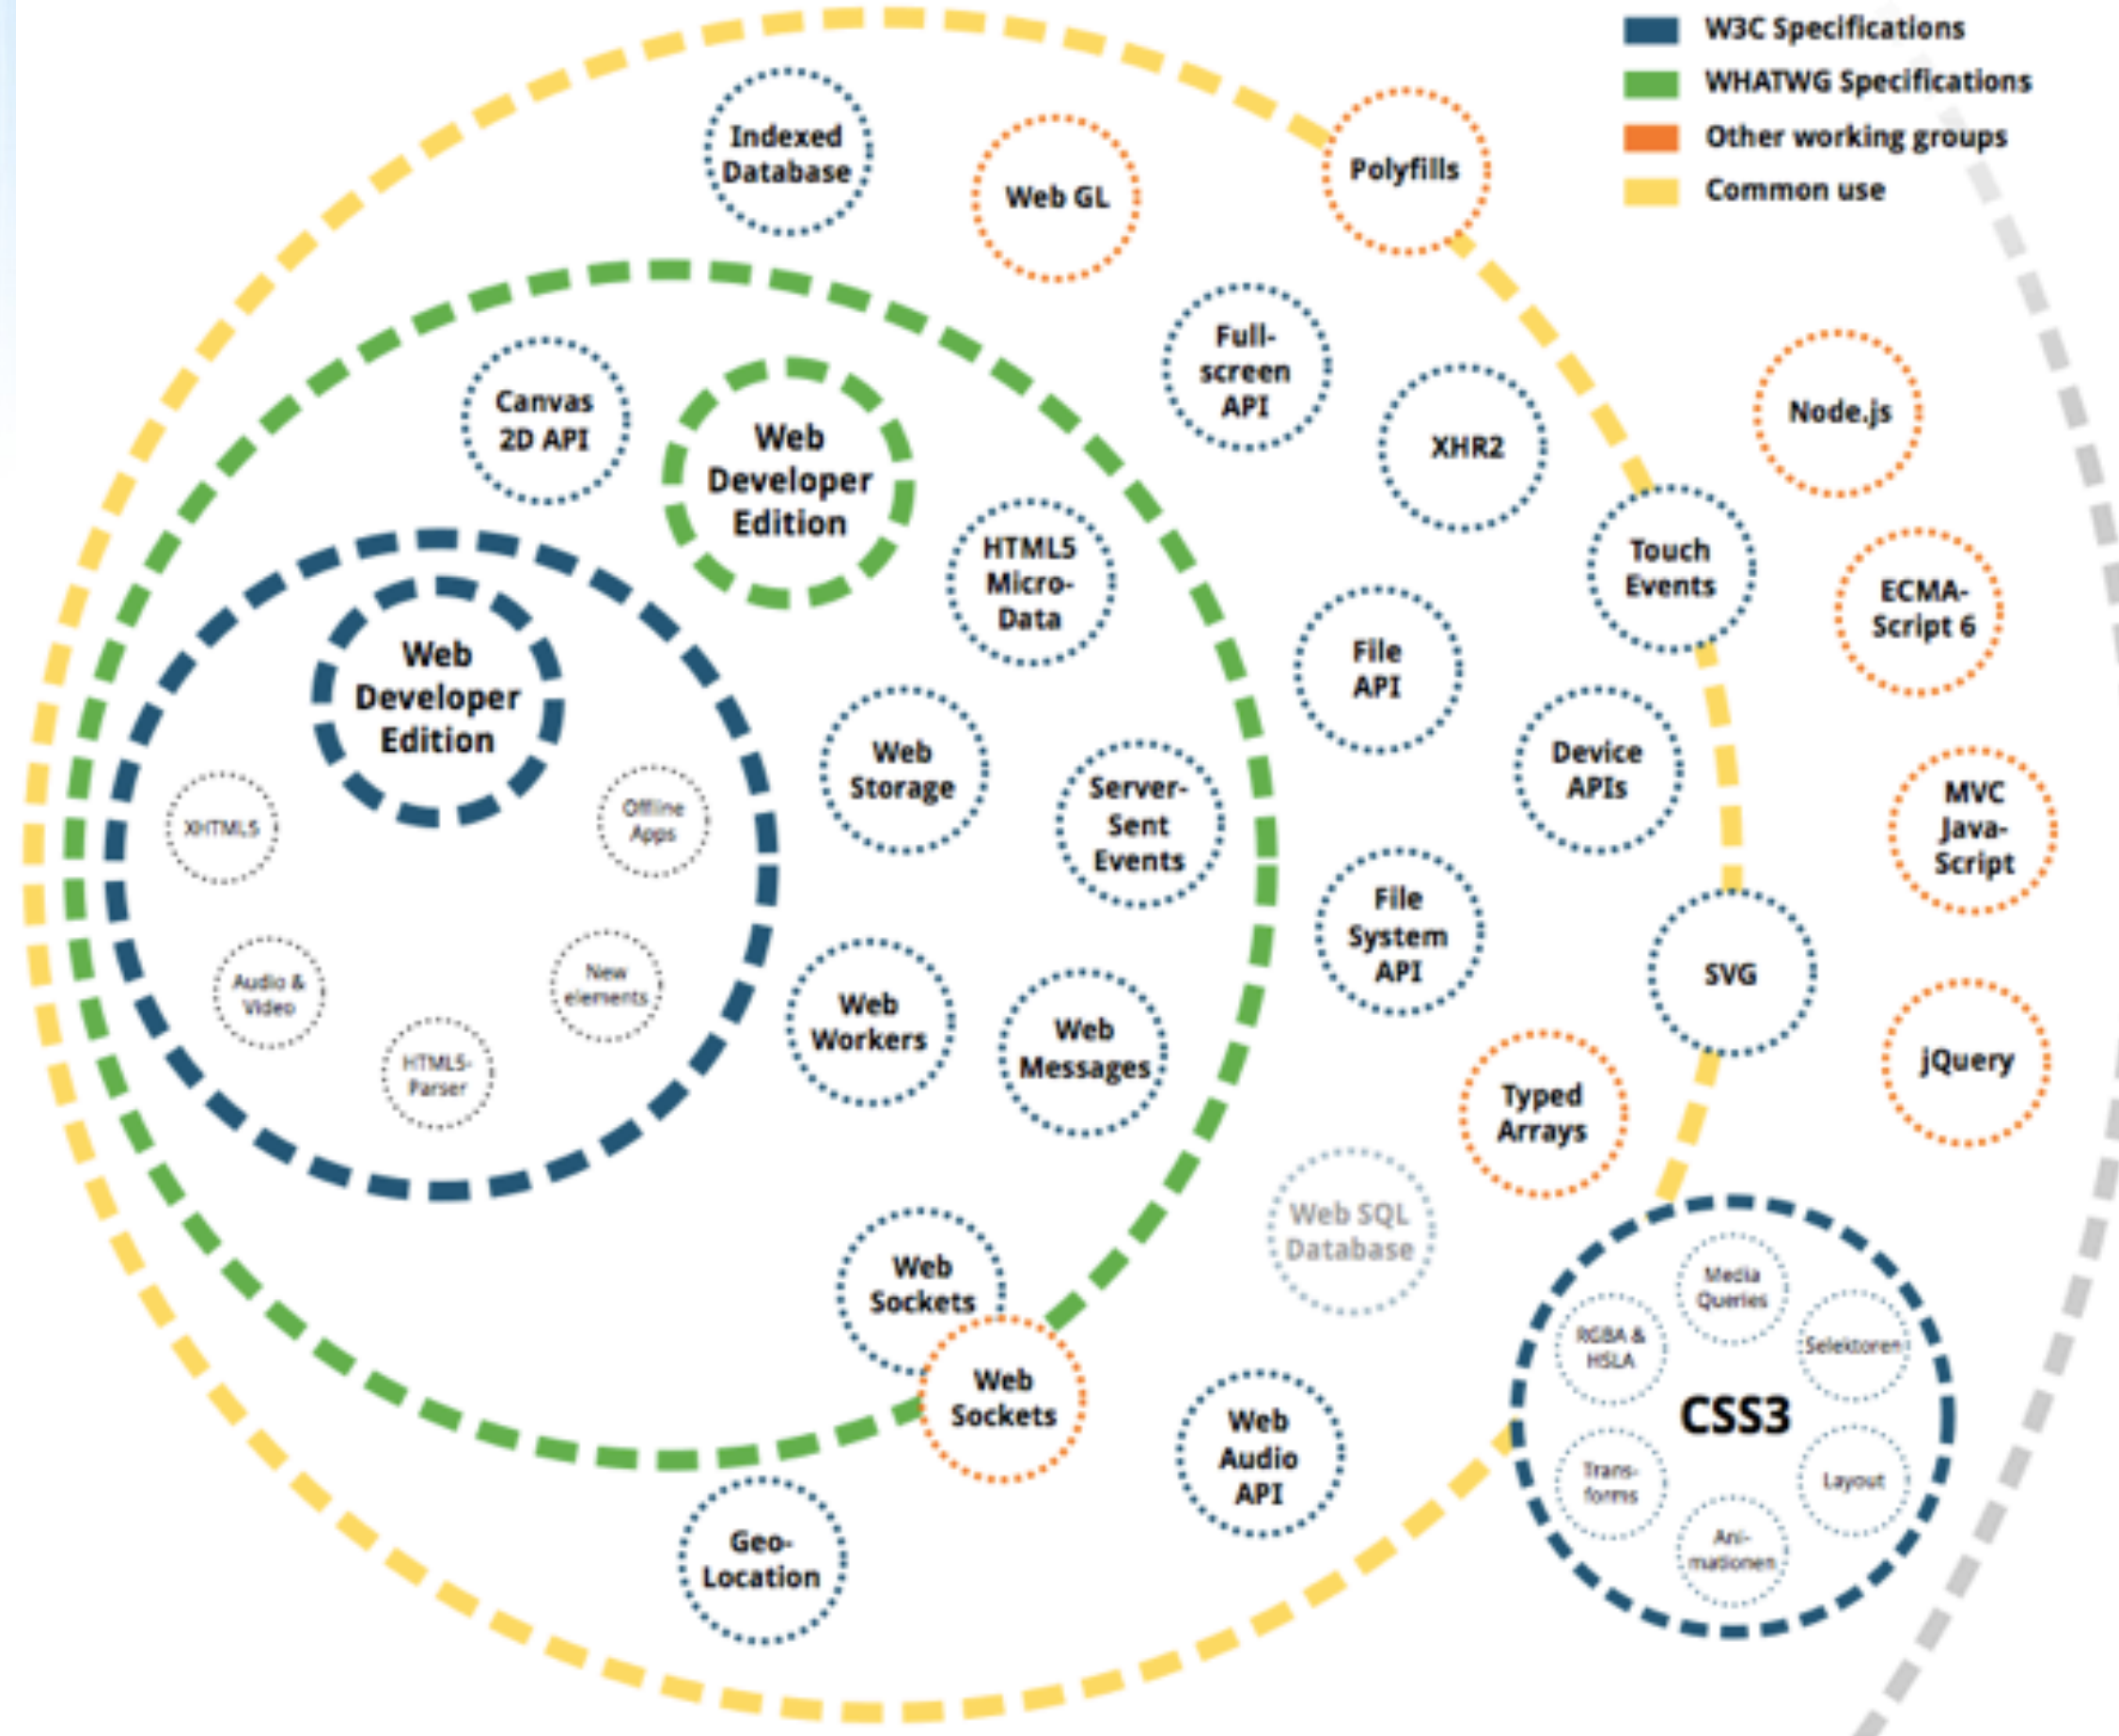 W3C Specifications
WHATWG Specifications
Other working groups
Common use
Indexed
Database
Web GL
Polyfills
Full-
screen
API
XHR2
Node.js
Canvas
2D API
Web
Developer
Edition
HTML5
Micro-
Data
Touch
Events
ECMA-
Script 6
Web
Developer
Edition
File
API
Web
Storage
Server-
Sent
Events
Device
APIs
MVC
Java-
Script
XHTML5
Offline
Apps
File
System
API
SVG
Audio &
Video
New
elements
HTML5-
Parser
Web
Workers
Web
Messages
Typed
Arrays
jQuery
Web SQL
Database
Web
Sockets
Web
Sockets
Web
Audio
API
Geo-
Location
Media
Queries
RGBA &
HSLA
Selektoren
CSS3
Trans-
forms
Layout
Ani-
mationen